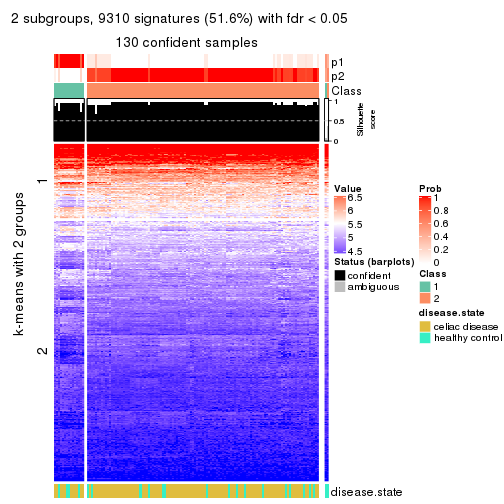 2 subgroups, 9310 signatures (51.6%) with fdr < 0.05
130 confident samples
p1
p2
Class
1
0.5
0
Silhouette
score
k-means with 2 groups
1
2
disease.state
Value
6.5
6
5.5
5
4.5
Status (barplots)
confident
ambiguous
Prob
1
0.8
0.6
0.4
0.2
0
Class
1
2
disease.state
celiac disease
healthy control